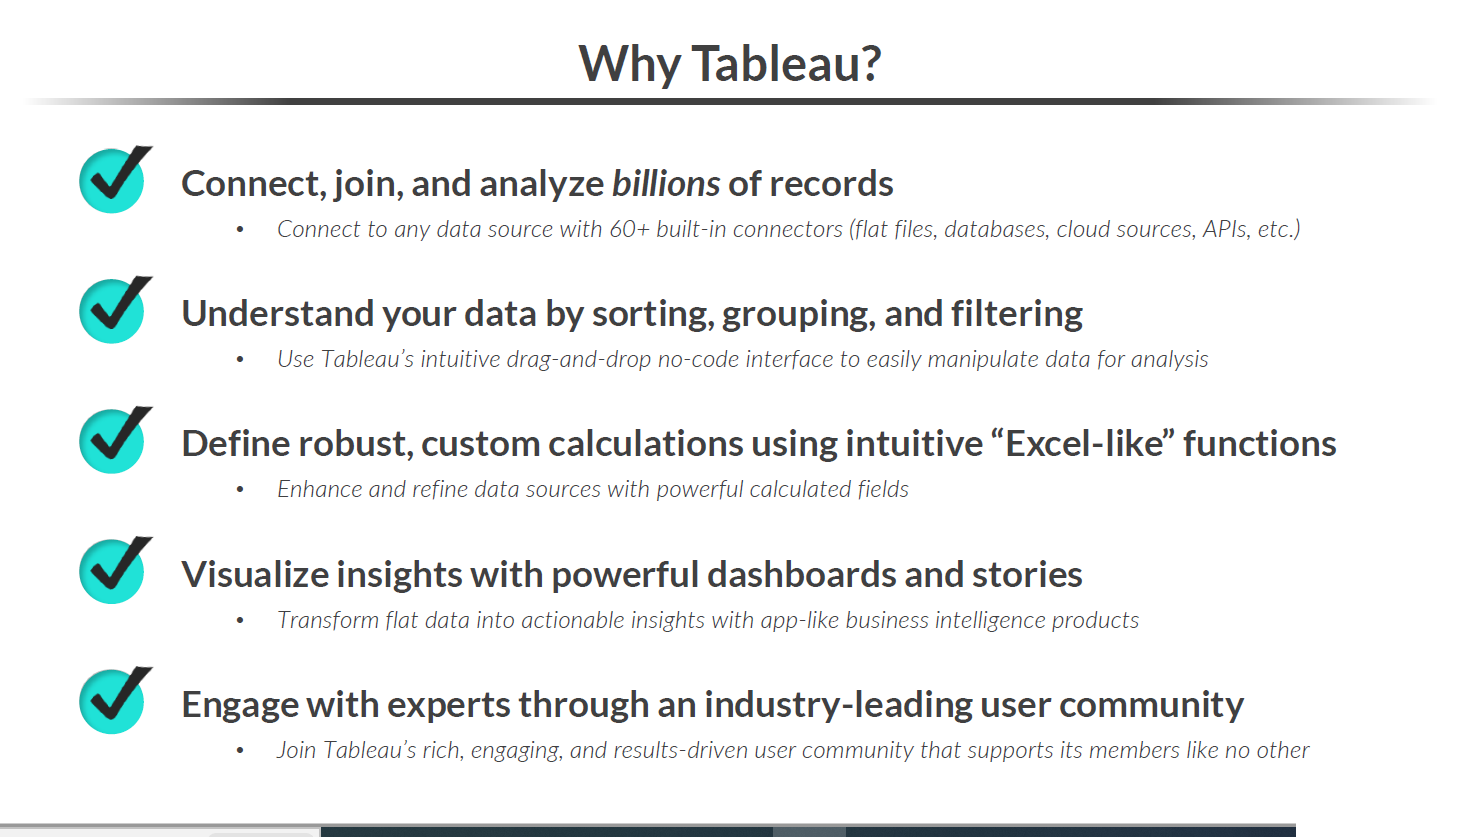 Why Tableau?
Connect, join, and analyze billions of records
• Connect to any data source with 60+ built-in connectors (flat files, databases, cloud sources, APIs, etc.)
Understand your data by sorting, grouping, and filtering
• Use Tableau’s intuitive drag-and-drop no-code interface to easily manipulate data for analysis
Define robust, custom calculations using intuitive “Excel-like” functions
• Enhance and refine data sources with powerful calculated fields
Visualize insights with powerful dashboards and stories
• Transform flat data into actionable insights with app-like business intelligence products
Engage with experts through an industry-leading user community
• Join Tableau’s rich, engaging, and results-driven user community that supports its members like no other